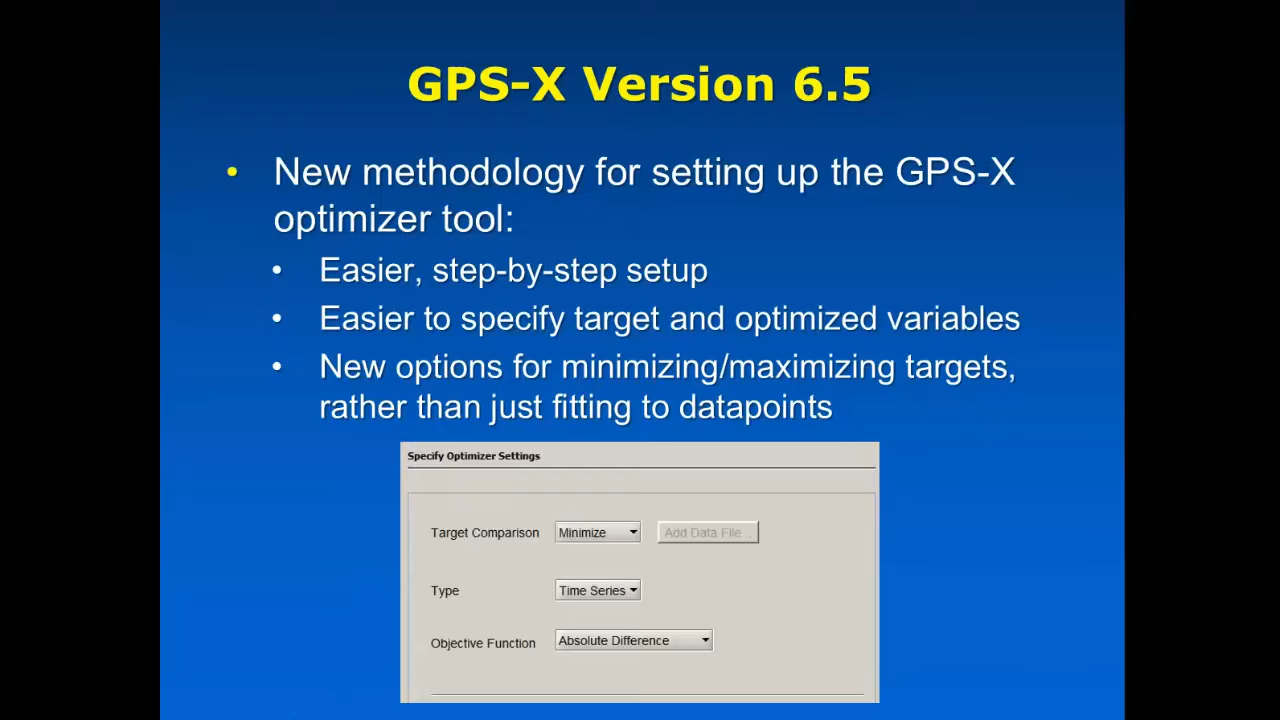 GPS-X Version 6.5
• New methodology for setting up the GPS-X
optimizer tool:
• Easier, step-by-step setup
• Easier to specify target and optimized variables
• New options for minimizing/maximizing targets,
rather than just fitting to datapoints
Specify Optimizer Settings
Target Comparison Minimize Add Data File...
Type Time Series
Objective Function Absolute Difference